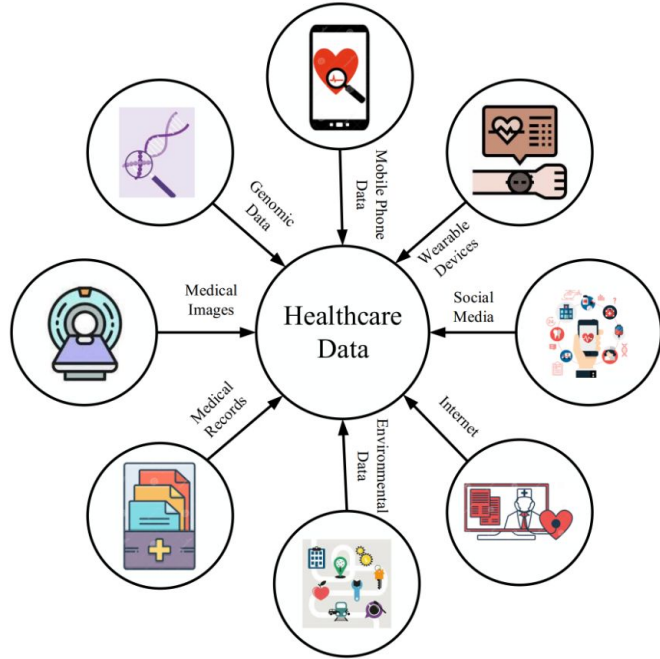 Mobile Phone
Data
Genomic
Data
Wearable
Devices
Medical
Images
Healthcare
Data
Social
Media
Medical
Records
Environmental
Data
Internet